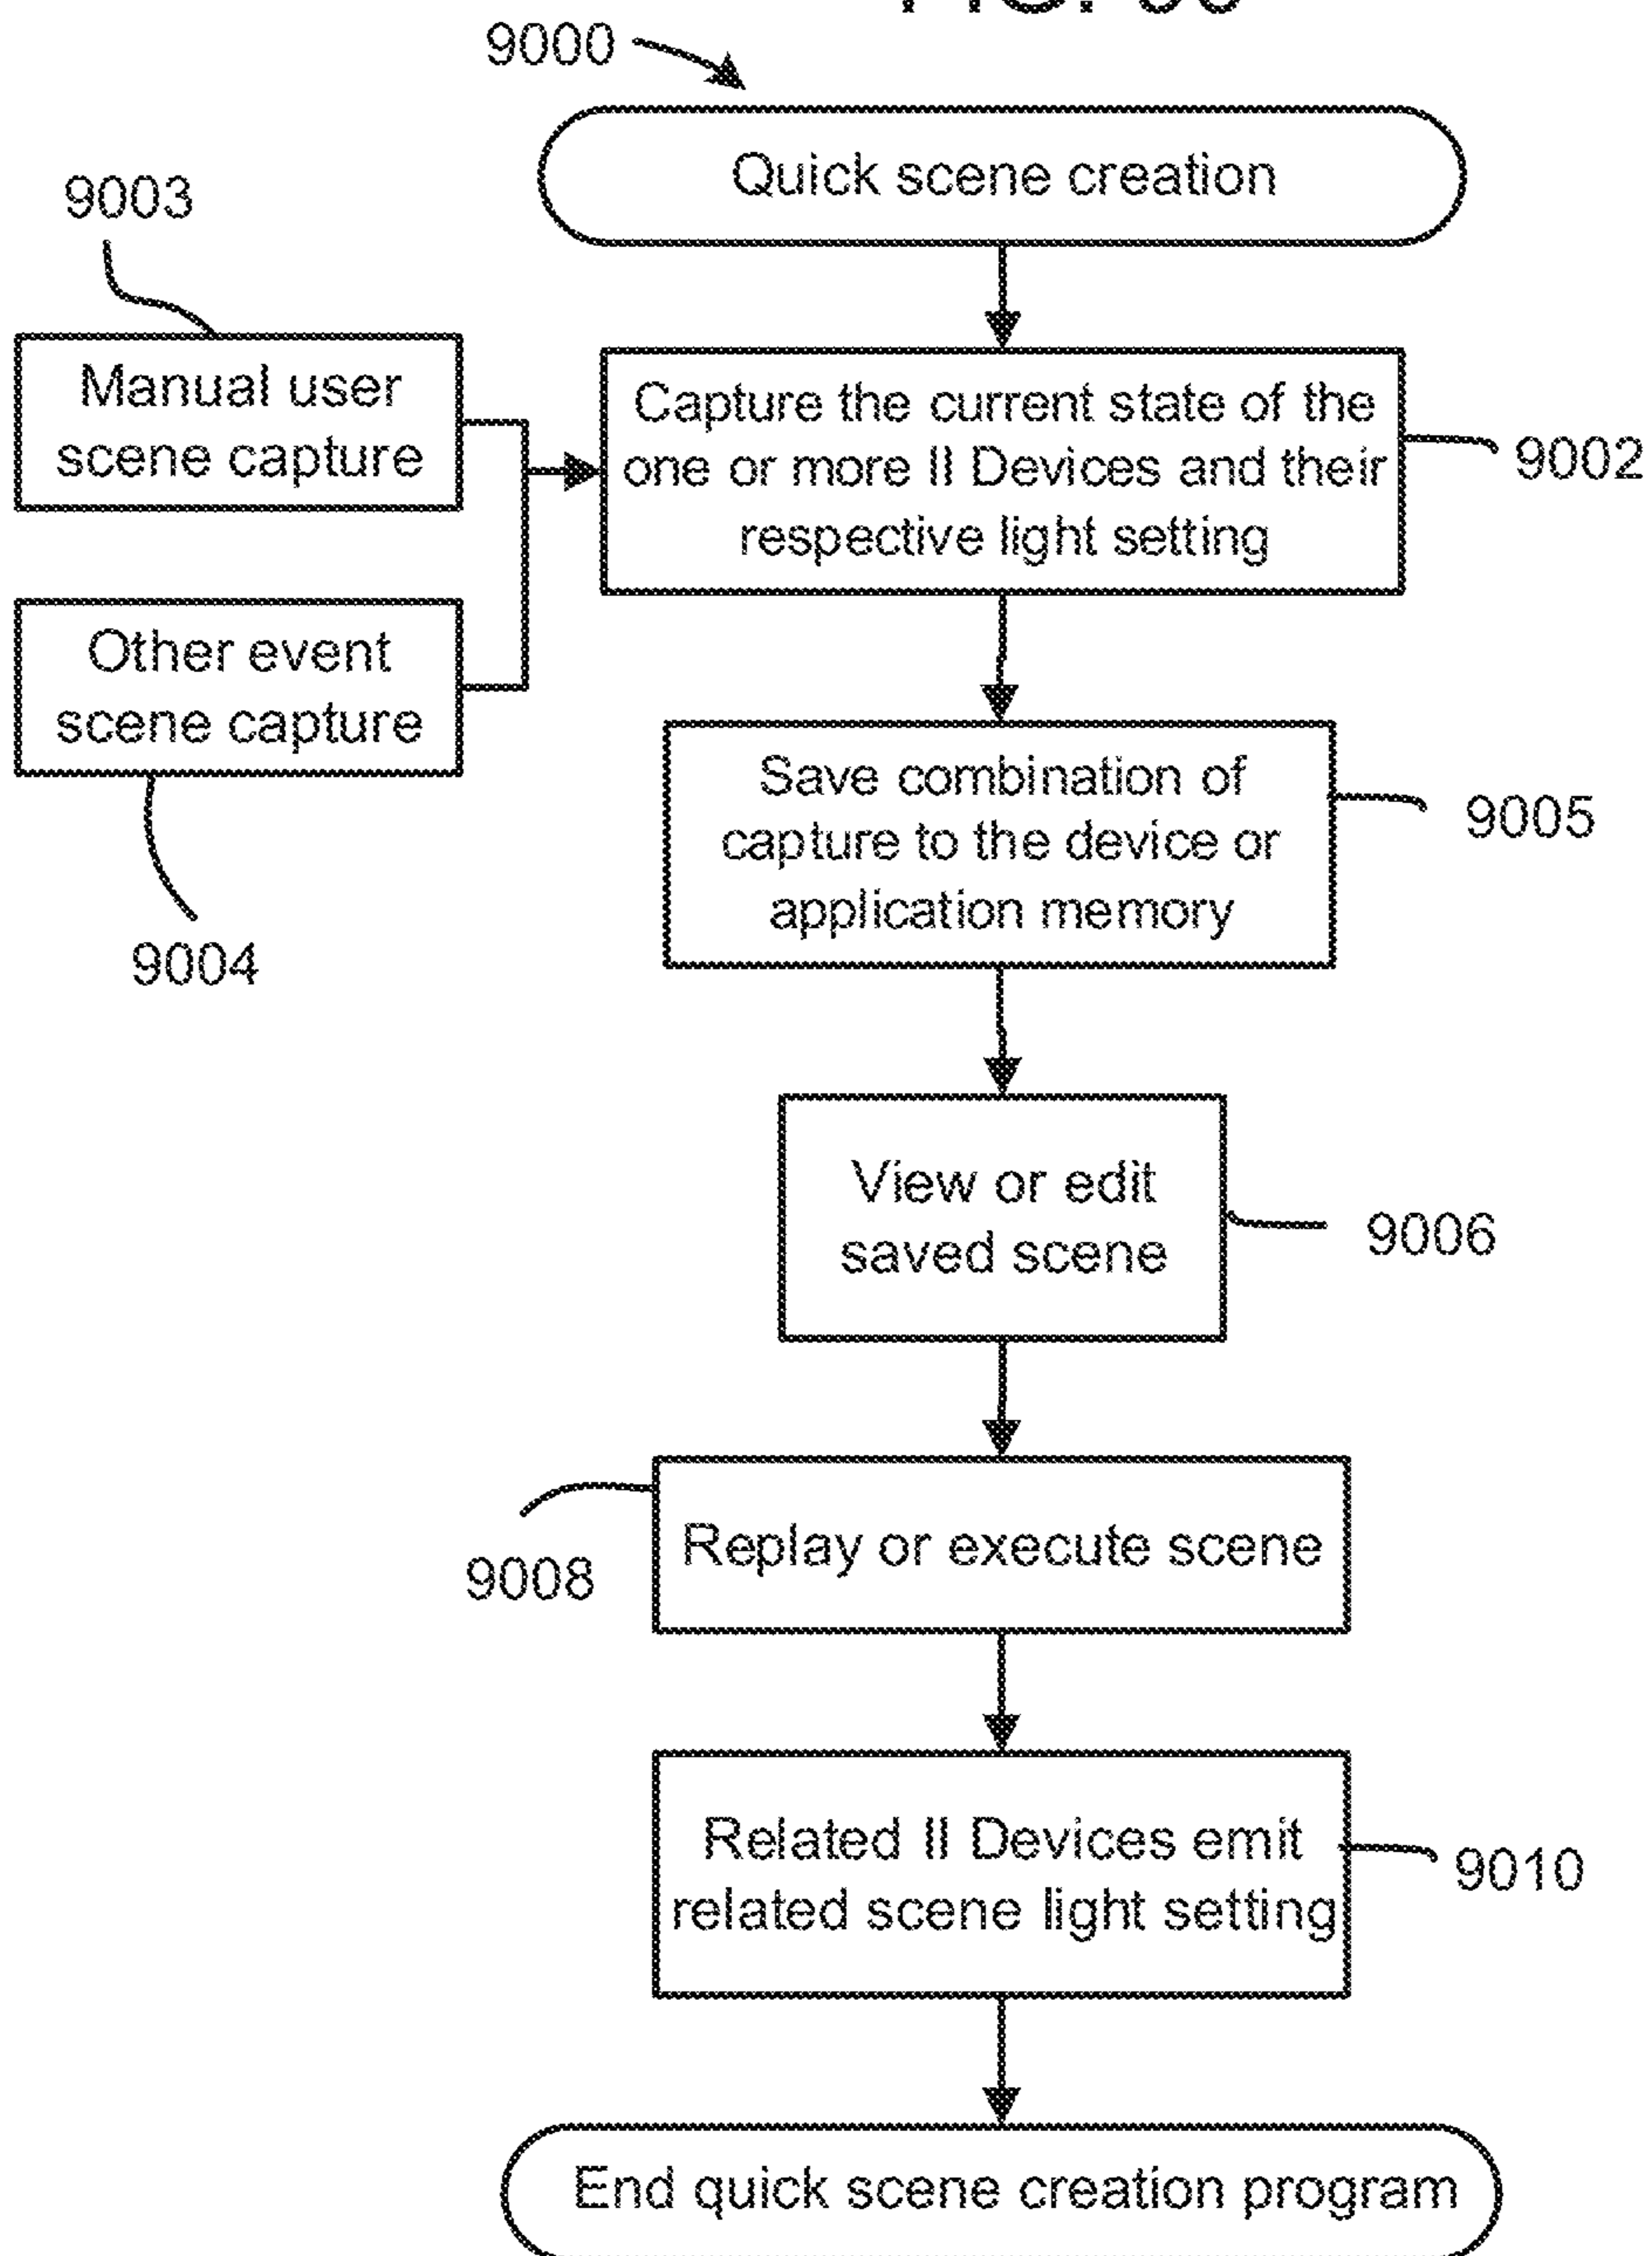 9000
Quick scene creation
9003
Manual user
scene capture
Capture the current state of the
one or more II Devices and their
respective light setting
9002
Other event
scene capture
9004
Save combination of
capture to the device or
application memory
9005
View or edit
saved scene
9006
Replay or execute scene
9008
Related II Devices emit
related scene light setting
9010
End quick scene creation program